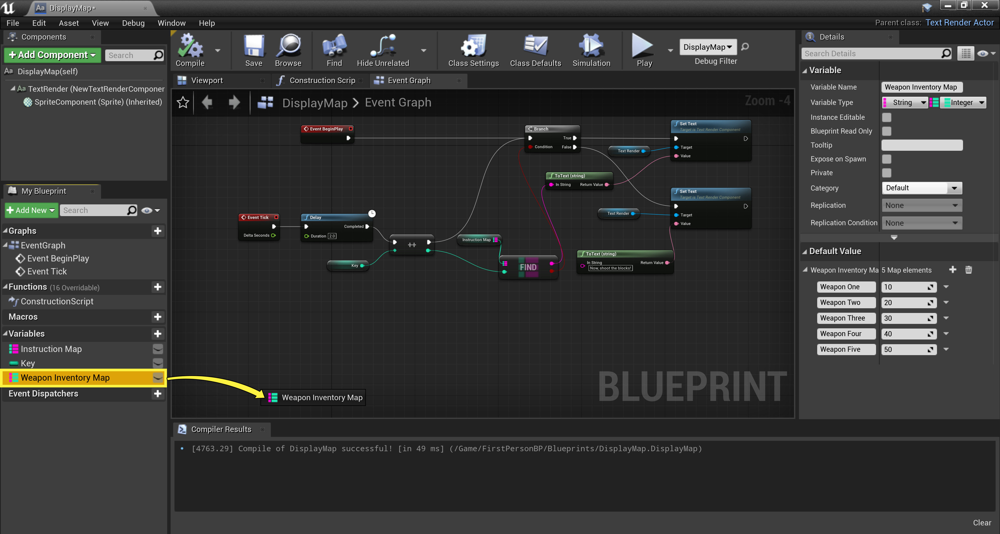 DisplayMap*
File Edit Asset View Debug Window Help
Parent class: Text Render Actor
Components
Add Component
Search
DisplayMap(self)
TextRender (NewTextRenderComponer
SpriteComponent (Sprite) (Inherited)
Compile
Save
Browse
Find
Hide Unrelated
Class Settings
Class Defaults
Simulation
Play
DisplayMap
Debug Filter
Viewport
Construction Scrip
Event Graph
DisplayMap > Event Graph
Zoom -4
Event BeginPlay
Branch
True
Condition
False
Set Text
Target is Text Render Component
Target
Value
Text Render
ToText (string)
In String
Return Value
Set Text
Target is Text Render Component
Target
Value
Text Render
Event Tick
Delta Seconds
Delay
Completed
Duration 2.0
++
Key
Instruction Map
FIND
ToText (string)
In String
Now, shoot the blocks!
Return Value
BLUEPRINT
Weapon Inventory Map
My Blueprint
Add New
Search
Graphs
EventGraph
Event BeginPlay
Event Tick
Functions (16 Overridable)
ConstructionScript
Macros
Variables
Instruction Map
Key
Weapon Inventory Map
Event Dispatchers
Compiler Results
[4763.29] Compile of DisplayMap successful! [in 49 ms] (/Game/FirstPersonBP/Blueprints/DisplayMap.DisplayMap)
Clear
Details
Search Details
Variable
Variable Name Weapon Inventory Map
Variable Type String Integer
Instance Editable
Blueprint Read Only
Tooltip
Expose on Spawn
Private
Category Default
Replication None
Replication Condition None
Default Value
Weapon Inventory Ma 5 Map elements
Weapon One 10
Weapon Two 20
Weapon Three 30
Weapon Four 40
Weapon Five 50